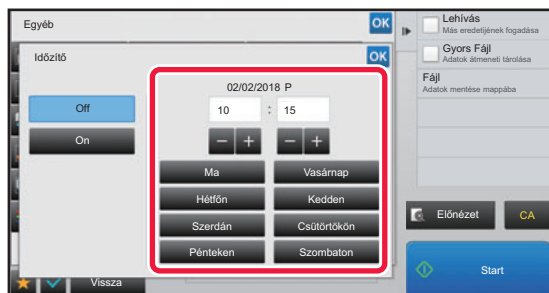 Egyéb
OK
Időzítő
OK
02/02/2018 P
Off
10 : 15
On
− + − +
Ma
Vasárnap
Hétfőn
Kedden
Szerdán
Csütörtökön
Pénteken
Szombaton
Vissza
Lehívás
Más eredetijének fogadása
Gyors Fájl
Adatok átmeneti tárolása
Fájl
Adatok mentése mappába
Előnézet
CA
Start